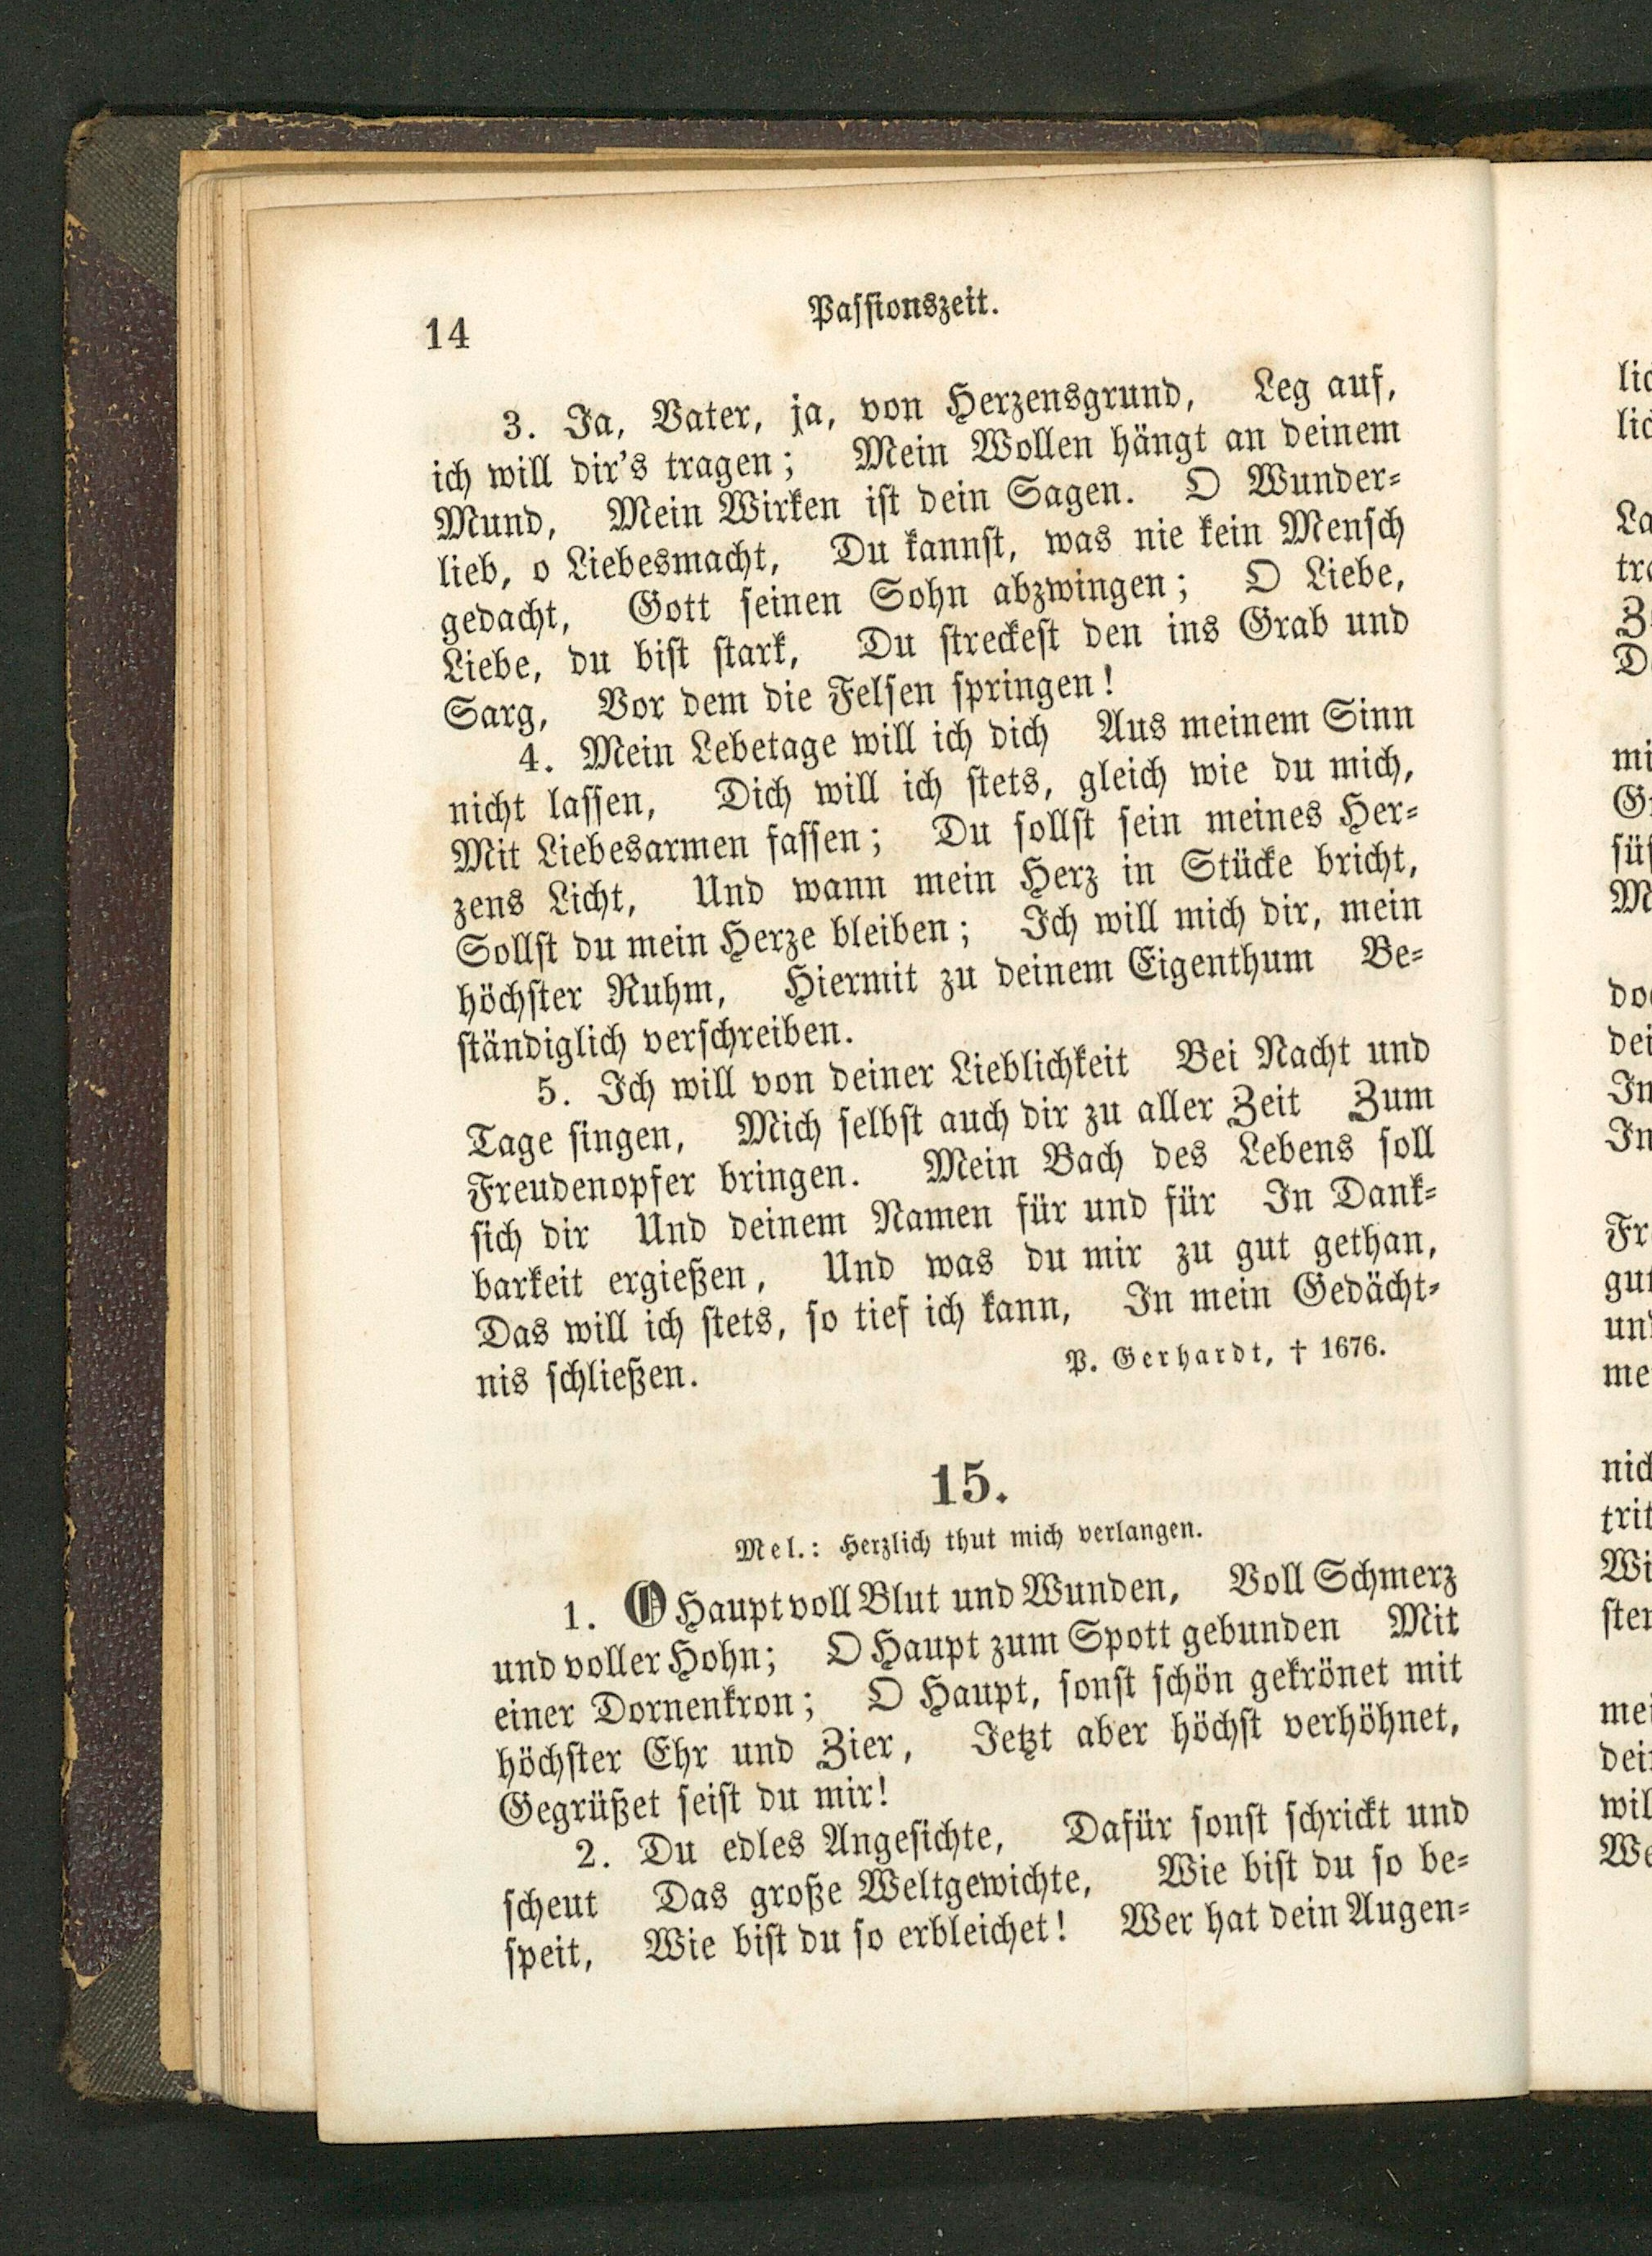 14
Passionszeit.
3. Ja, Vater, ja, von Herzensgrund, Leg auf,
ich will dir's tragen; Mein Wollen hängt an deinem
Mund, Mein Wirken ist dein Sagen. O Wunder-
lieb, o Liebesmacht, Du kannst, was nie kein Mensch
gedacht, Gott seinen Sohn abzwingen; O Liebe,
Liebe, du bist stark, Du streckest den ins Grab und
Sarg, Vor dem die Felsen springen!
4. Mein Lebetage will ich dich Aus meinem Sinn
nicht lassen, Dich will ich stets, gleich wie du mich,
Mit Liebesarmen fassen; Du sollst sein meines Her-
zens Licht, Und wann mein Herz in Stücke bricht,
Sollst du mein Herze bleiben; Ich will mich dir, mein
höchster Ruhm, Hiermit zu deinem Eigenthum Be-
ständiglich verschreiben.
5. Ich will von deiner Lieblichkeit Bei Nacht und
Tage singen, Mich selbst auch dir zu aller Zeit Zum
Freudenopfer bringen. Mein Bach des Lebens soll
sich dir Und deinem Namen für und für In Dank-
barkeit ergießen, Und was du mir zu gut gethan,
Das will ich stets, so tief ich kann, In mein Gedächt-
nis schließen. P. Gerhardt, † 1676.
15.
Mel.: Herzlich thut mich verlangen.
1. O Haupt voll Blut und Wunden, Voll Schmerz
und voller Hohn; O Haupt zum Spott gebunden Mit
einer Dornenkron; O Haupt, sonst schön gekrönet mit
höchster Ehr und Zier, Jetzt aber höchst verhöhnet,
Gegrüßet seist du mir!
2. Du edles Angesichte, Dafür sonst schrickt und
scheut Das große Weltgewichte, Wie bist du so be-
speit, Wie bist du so erbleichet! Wer hat dein Augen-